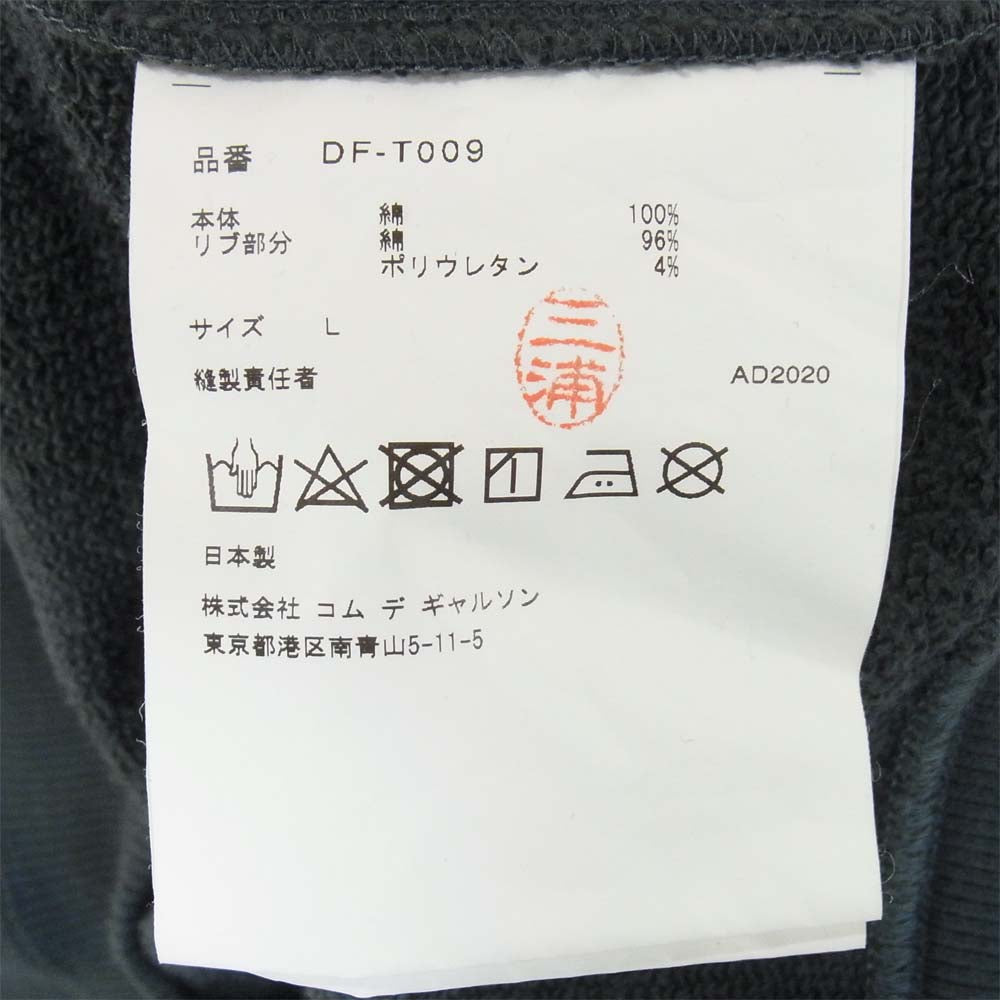 品番 DF-T009
本体 綿 100%
リブ部分 綿 96%
ポリウレタン 4%
サイズ L
三浦
縫製責任者 AD2020
日本製
株式会社 コム デ ギャルソン
東京都港区南青山5-11-5